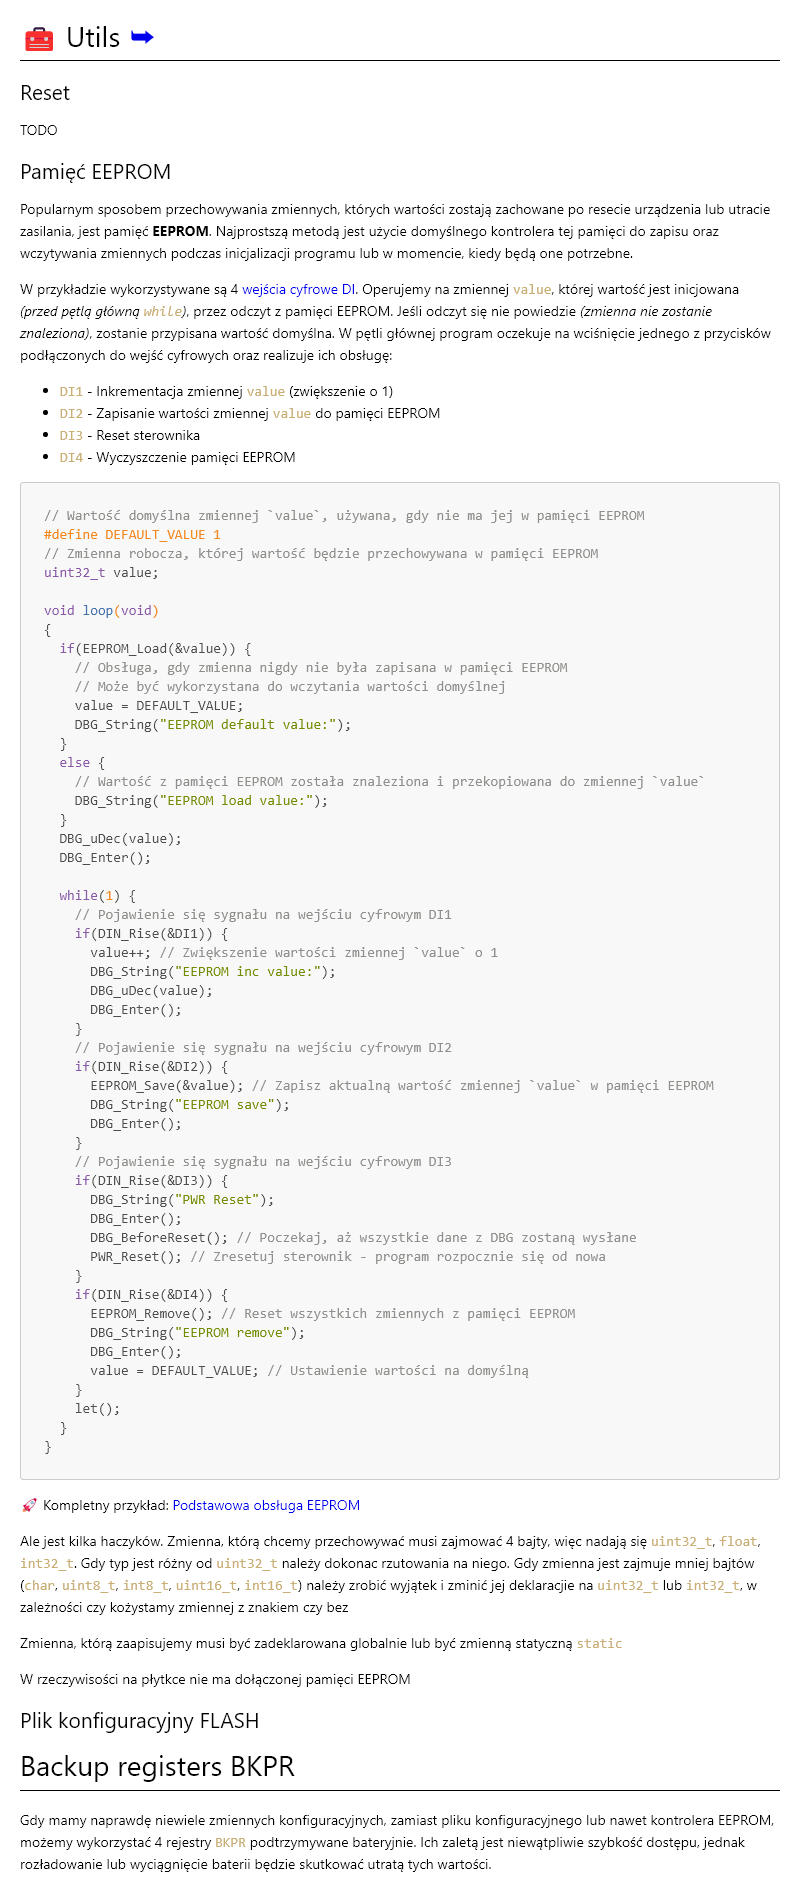 🧰 Utils ➥
Reset
TODO
Pamięć EEPROM
Popularnym sposobem przechowywania zmiennych, których wartości zostają zachowane po resecie urządzenia lub utracie
zasilania, jest pamięć EEPROM. Najprostszą metodą jest użycie domyślnego kontrolera tej pamięci do zapisu oraz
wczytywania zmiennych podczas inicjalizacji programu lub w momencie, kiedy będą one potrzebne.
W przykładzie wykorzystywane są 4 wejścia cyfrowe DI. Operujemy na zmiennej value, której wartość jest inicjowana
(przed pętlą główną while), przez odczyt z pamięci EEPROM. Jeśli odczyt się nie powiedzie (zmienna nie zostanie
znaleziona), zostanie przypisana wartość domyślna. W pętli głównej program oczekuje na wciśnięcie jednego z przycisków
podłączonych do wejść cyfrowych oraz realizuje ich obsługę:
• DI1 - Inkrementacja zmiennej value (zwiększenie o 1)
• DI2 - Zapisanie wartości zmiennej value do pamięci EEPROM
• DI3 - Reset sterownika
• DI4 - Wyczyszczenie pamięci EEPROM
// Wartość domyślna zmiennej `value`, używana, gdy nie ma jej w pamięci EEPROM
#define DEFAULT_VALUE 1
// Zmienna robocza, której wartość będzie przechowywana w pamięci EEPROM
uint32_t value;
void loop(void)
{
if(EEPROM_Load(&value)) {
// Obsługa, gdy zmienna nigdy nie była zapisana w pamięci EEPROM
// Może być wykorzystana do wczytania wartości domyślnej
value = DEFAULT_VALUE;
DBG_String("EEPROM default value:");
}
else {
// Wartość z pamięci EEPROM została znaleziona i przekopiowana do zmiennej `value`
DBG_String("EEPROM load value:");
}
DBG_uDec(value);
DBG_Enter();
while(1) {
// Pojawienie się sygnału na wejściu cyfrowym DI1
if(DIN_Rise(&DI1)) {
value++; // Zwiększenie wartości zmiennej `value` o 1
DBG_String("EEPROM inc value:");
DBG_uDec(value);
DBG_Enter();
}
// Pojawienie się sygnału na wejściu cyfrowym DI2
if(DIN_Rise(&DI2)) {
EEPROM_Save(&value); // Zapisz aktualną wartość zmiennej `value` w pamięci EEPROM
DBG_String("EEPROM save");
DBG_Enter();
}
// Pojawienie się sygnału na wejściu cyfrowym DI3
if(DIN_Rise(&DI3)) {
DBG_String("PWR Reset");
DBG_Enter();
DBG_BeforeReset(); // Poczekaj, aż wszystkie dane z DBG zostaną wysłane
PWR_Reset(); // Zresetuj sterownik - program rozpocznie się od nowa
}
if(DIN_Rise(&DI4)) {
EEPROM_Remove(); // Reset wszystkich zmiennych z pamięci EEPROM
DBG_String("EEPROM remove");
DBG_Enter();
value = DEFAULT_VALUE; // Ustawienie wartości na domyślną
}
let();
}
}
🚀 Kompletny przykład: Podstawowa obsługa EEPROM
Ale jest kilka haczyków. Zmienna, którą chcemy przechowywać musi zajmować 4 bajty, więc nadają się uint32_t, float,
int32_t. Gdy typ jest różny od uint32_t należy dokonac rzutowania na niego. Gdy zmienna jest zajmuje mniej bajtów
(char, uint8_t, int8_t, uint16_t, int16_t) należy zrobić wyjątek i zminić jej deklaracjie na uint32_t lub int32_t, w
zależności czy kożystamy zmiennej z znakiem czy bez
Zmienna, którą zaapisujemy musi być zadeklarowana globalnie lub być zmienną statyczną static
W rzeczywisości na płytkce nie ma dołączonej pamięci EEPROM
Plik konfiguracyjny FLASH
Backup registers BKPR
Gdy mamy naprawdę niewiele zmiennych konfiguracyjnych, zamiast pliku konfiguracyjnego lub nawet kontrolera EEPROM,
możemy wykorzystać 4 rejestry BKPR podtrzymywane bateryjnie. Ich zaletą jest niewątpliwie szybkość dostępu, jednak
rozładowanie lub wyciągnięcie baterii będzie skutkować utratą tych wartości.